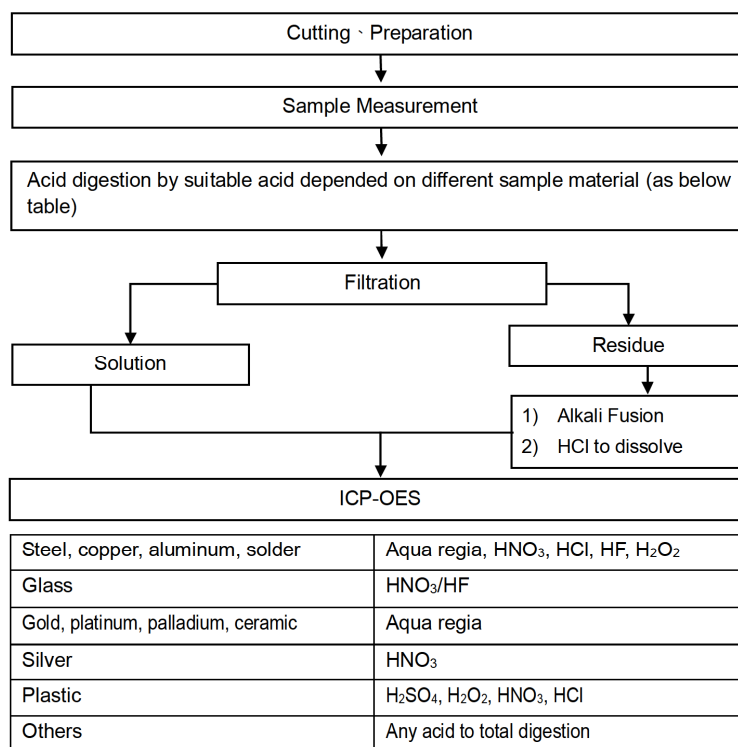 Cutting、Preparation
Sample Measurement
Acid digestion by suitable acid depended on different sample material (as below
table)
Filtration
Solution
Residue
1) Alkali Fusion
2) HCl to dissolve
ICP-OES
Steel, copper, aluminum, solder Aqua regia, HNO₃, HCl, HF, H₂O₂
Glass HNO₃/HF
Gold, platinum, palladium, ceramic Aqua regia
Silver HNO₃
Plastic H₂SO₄, H₂O₂, HNO₃, HCl
Others Any acid to total digestion